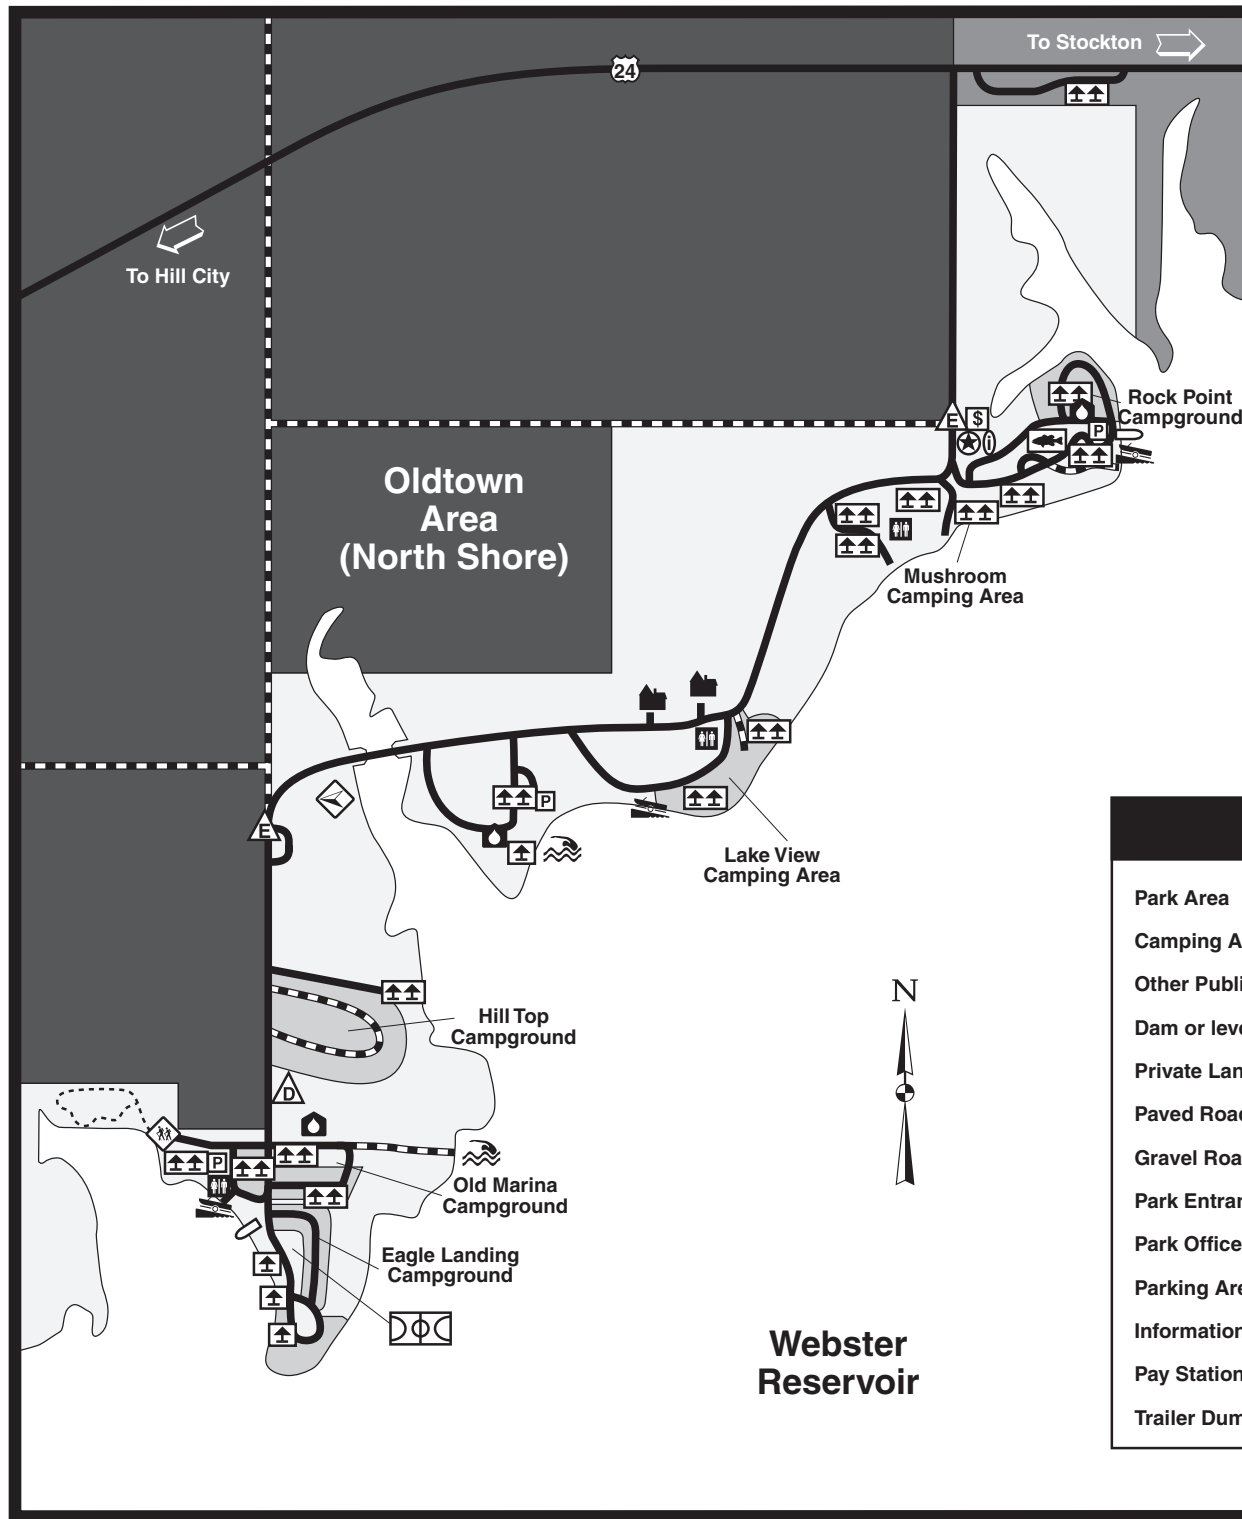 To Stockton
24
To Hill City
Rock Point
Campground
E
$
i
P
Oldtown
Area
(North Shore)
Mushroom
Camping Area
P
E
Lake View
Camping Area
Park Area
Camping A
Other Publi
Dam or leve
Private Lan
Paved Road
Gravel Roa
Park Entran
Park Office
Parking Are
Information
Pay Station
Trailer Dum
N
Hill Top
Campground
D
P
Old Marina
Campground
Eagle Landing
Campground
Webster
Reservoir